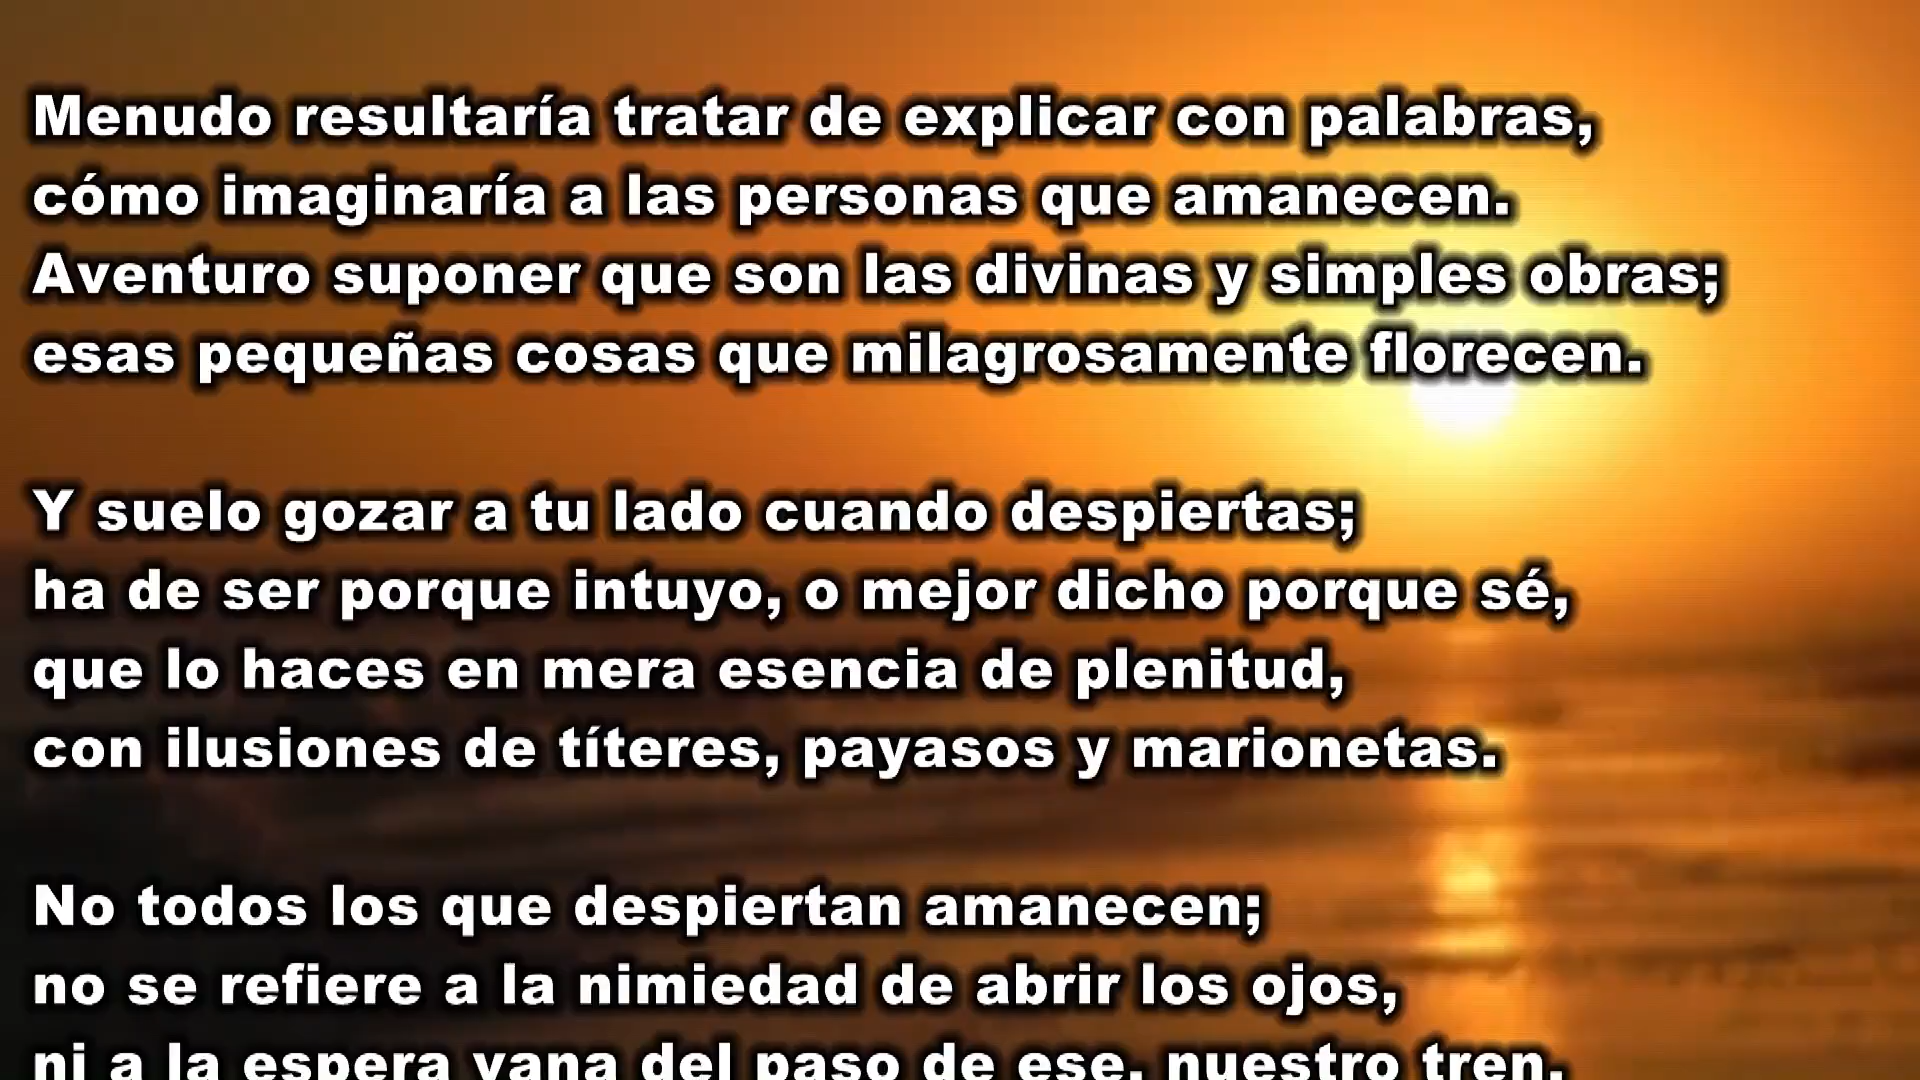 Menudo resultaría tratar de explicar con palabras,
cómo imaginaría a las personas que amanecen.
Aventuro suponer que son las divinas y simples obras;
esas pequeñas cosas que milagrosamente florecen.
Y suelo gozar a tu lado cuando despiertas;
ha de ser porque intuyo, o mejor dicho porque sé,
que lo haces en mera esencia de plenitud,
con ilusiones de títeres, payasos y marionetas.
No todos los que despiertan amanecen;
no se refiere a la nimiedad de abrir los ojos,
ni a la espera vana del paso de ese, nuestro tren,